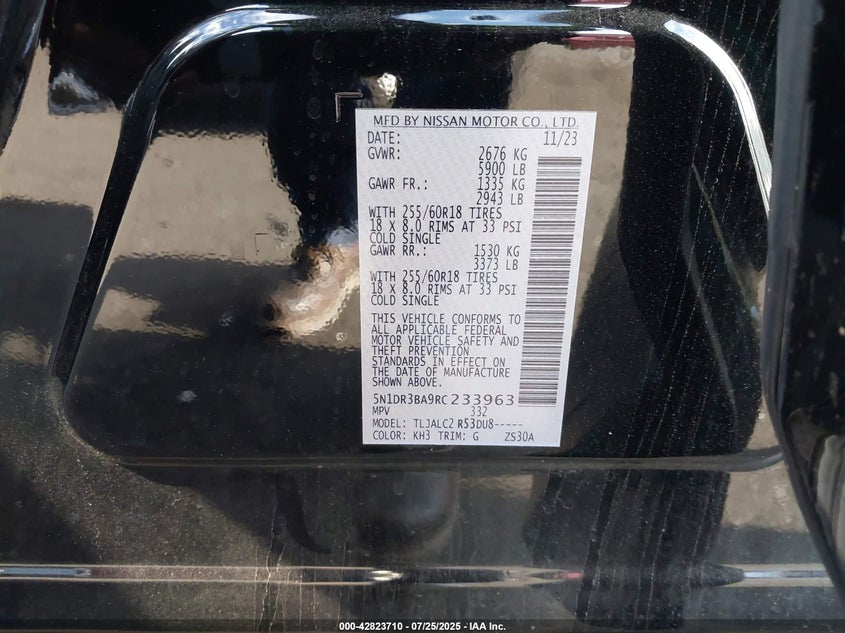 MFD BY NISSAN MOTOR CO., LTD.
DATE: 11/23
GVWR: 2676 KG
5900 LB
GAWR FR.: 1335 KG
2943 LB
WITH 255/60R18 TIRES
18 X 8.0 RIMS AT 33 PSI
COLD SINGLE
GAWR RR.: 1530 KG
3373 LB
WITH 255/60R18 TIRES
18 X 8.0 RIMS AT 33 PSI
COLD SINGLE
THIS VEHICLE CONFORMS TO
ALL APPLICABLE FEDERAL
MOTOR VEHICLE SAFETY AND
THEFT PREVENTION
STANDARDS IN EFFECT ON
THE DATE OF MANUFACTURE
SHOWN ABOVE.
5N1DR3BA9RC233963
MPV 332
MODEL: TLJALC2 R53DU8-----
COLOR: KH3 TRIM: G ZS30A
000-42823710 - 07/25/2025 - IAA Inc.